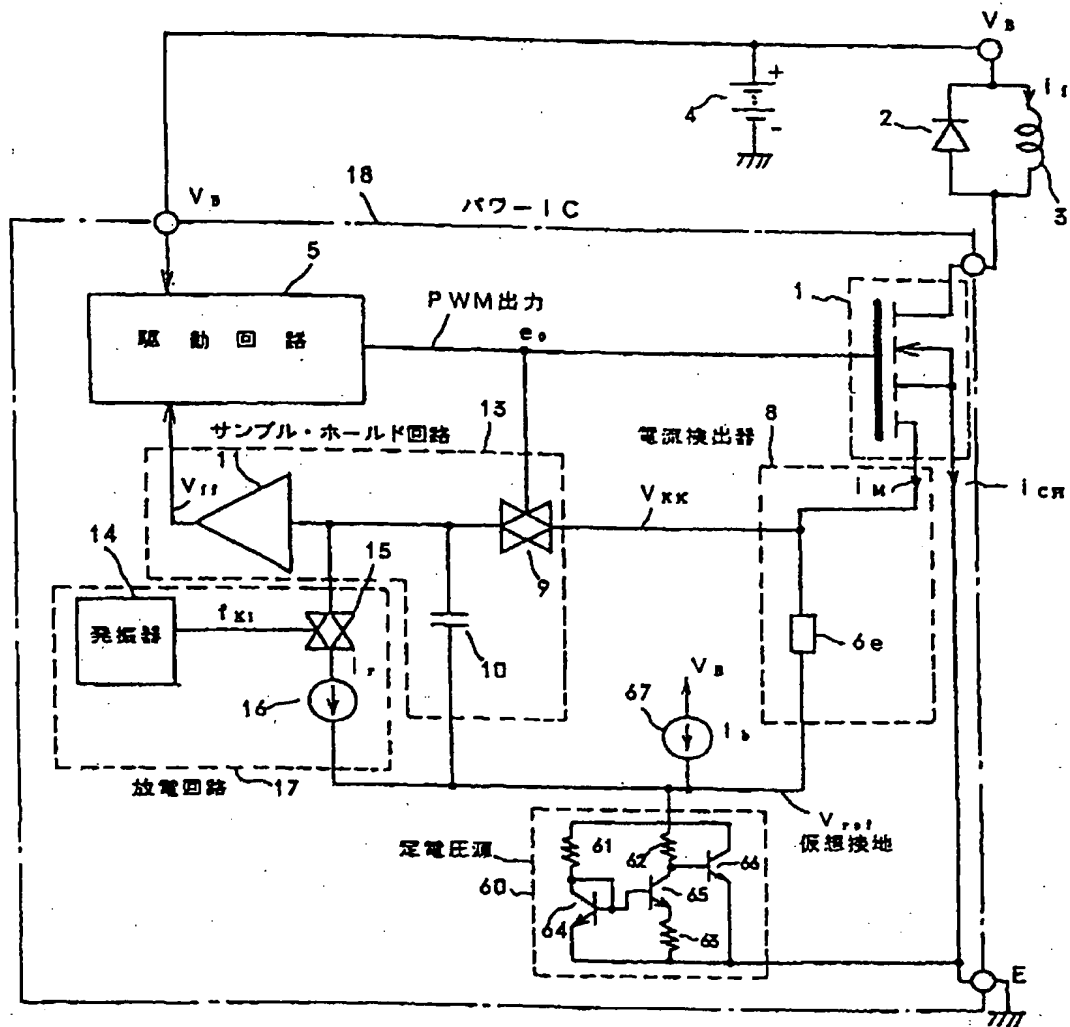 V_B
4
+
-
2
i_f
3
V_B
18
パワーIC
5
駆動回路
PWM出力
e_0
1
サンプル・ホールド回路
13
電流検出器
8
11
V_ff
i_M
i_CR
V_KK
9
14
発振器
f_K1
15
i_r
16
10
6e
V_B
67
i_b
放電回路
17
V_ref
仮想接地
定電圧源
60
61
62
66
65
64
63
E